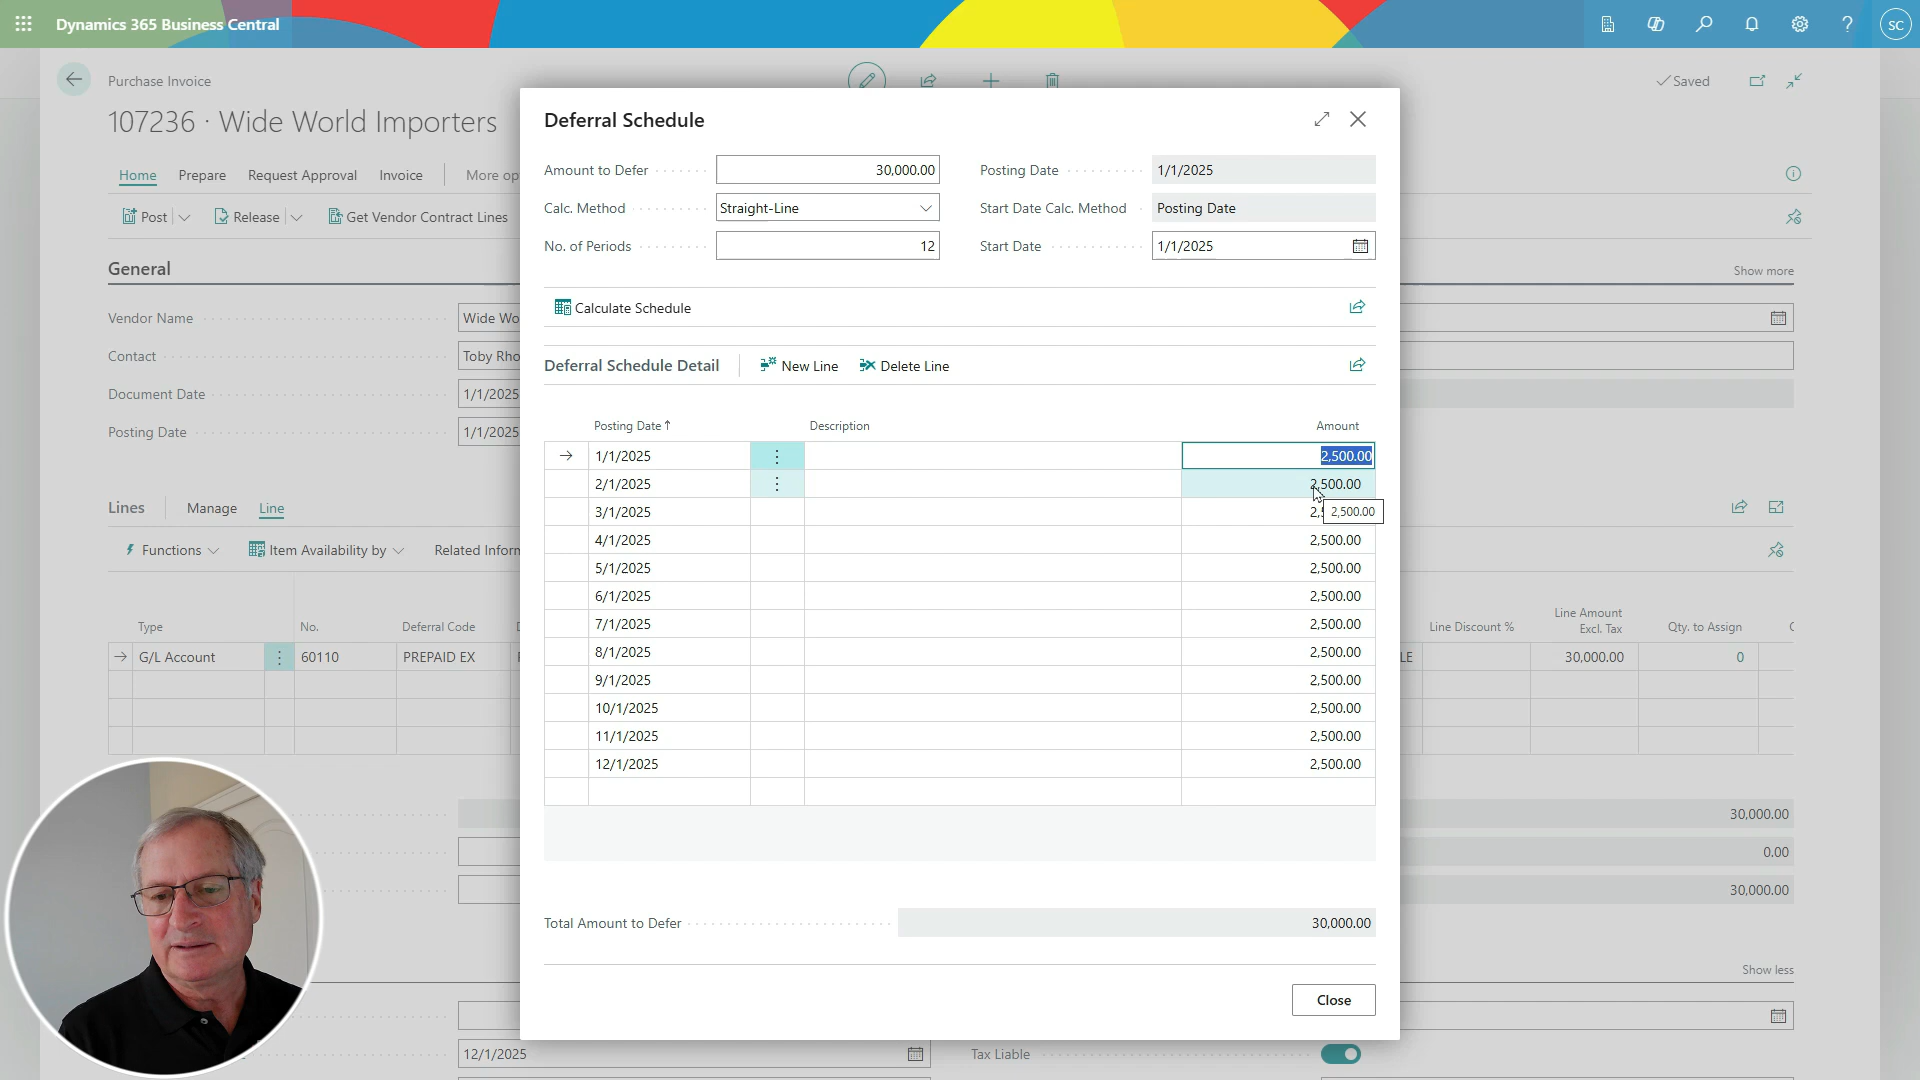 Dynamics 365 Business Central
SC
Purchase Invoice
Saved
107236 · Wide World Importers
Home Prepare Request Approval Invoice More op
Post Release Get Vendor Contract Lines
General
Show more
Vendor Name Wide Wo
Contact Toby Rho
Document Date 1/1/2025
Posting Date 1/1/2025
Lines Manage Line
Functions Item Availability by Related Inforn
Type No. Deferral Code
Line Discount % Line Amount Excl. Tax Qty. to Assign
G/L Account 60110 PREPAID EX
LE 30,000.00 0
30,000.00
0.00
30,000.00
Show less
12/1/2025
Tax Liable
Deferral Schedule
Amount to Defer 30,000.00 Posting Date 1/1/2025
Calc. Method Straight-Line Start Date Calc. Method Posting Date
No. of Periods 12 Start Date 1/1/2025
Calculate Schedule
Deferral Schedule Detail New Line Delete Line
Posting Date ↑ Description Amount
1/1/2025 2,500.00
2/1/2025 2,500.00
3/1/2025 2,5
2,500.00
4/1/2025 2,500.00
5/1/2025 2,500.00
6/1/2025 2,500.00
7/1/2025 2,500.00
8/1/2025 2,500.00
9/1/2025 2,500.00
10/1/2025 2,500.00
11/1/2025 2,500.00
12/1/2025 2,500.00
Total Amount to Defer 30,000.00
Close